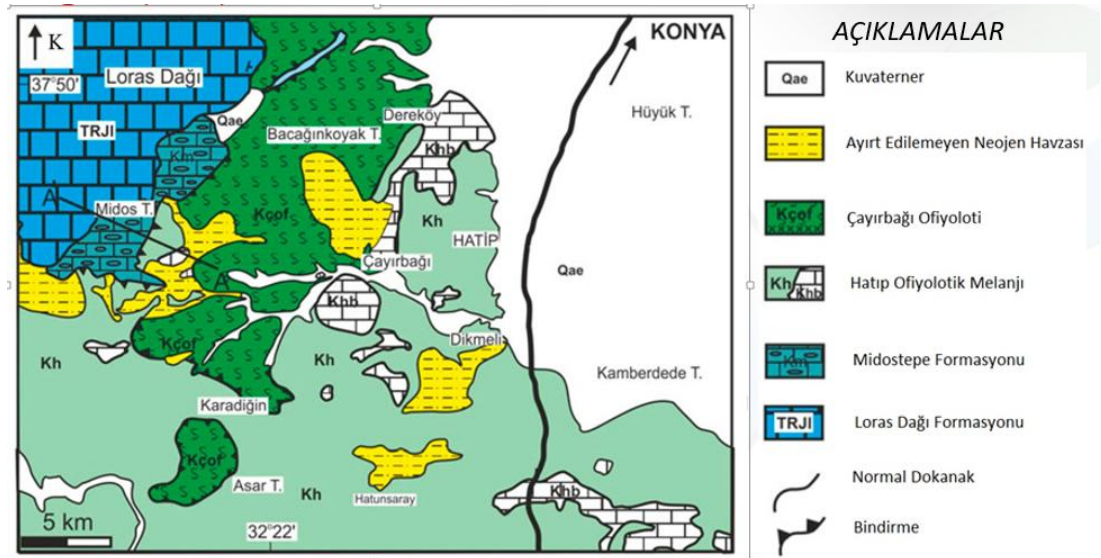 K
KONYA
37°50'
Loras Dağı
TRJI
Qae
Dereköy
Hüyük T.
Bacağınkoyak T.
Khb
Km
A
Midos T.
Kçof
Kh
HATİP
Çayırbağı
A'
Qae
Khb
Dikmeli
Kh
Kçof
Kh
Kamberdede T.
Karadiğin
Kçof
Asar T.
Kh
Hatunsaray
Khb
5 km
32°22'
AÇIKLAMALAR
Qae
Kuvaterner
Ayırt Edilemeyen Neojen Havzası
Kçof
Çayırbağı Ofiyoloti
Kh
Khb
Hatıp Ofiyolotik Melanjı
Km
Midostepe Formasyonu
TRJI
Loras Dağı Formasyonu
Normal Dokanak
Bindirme